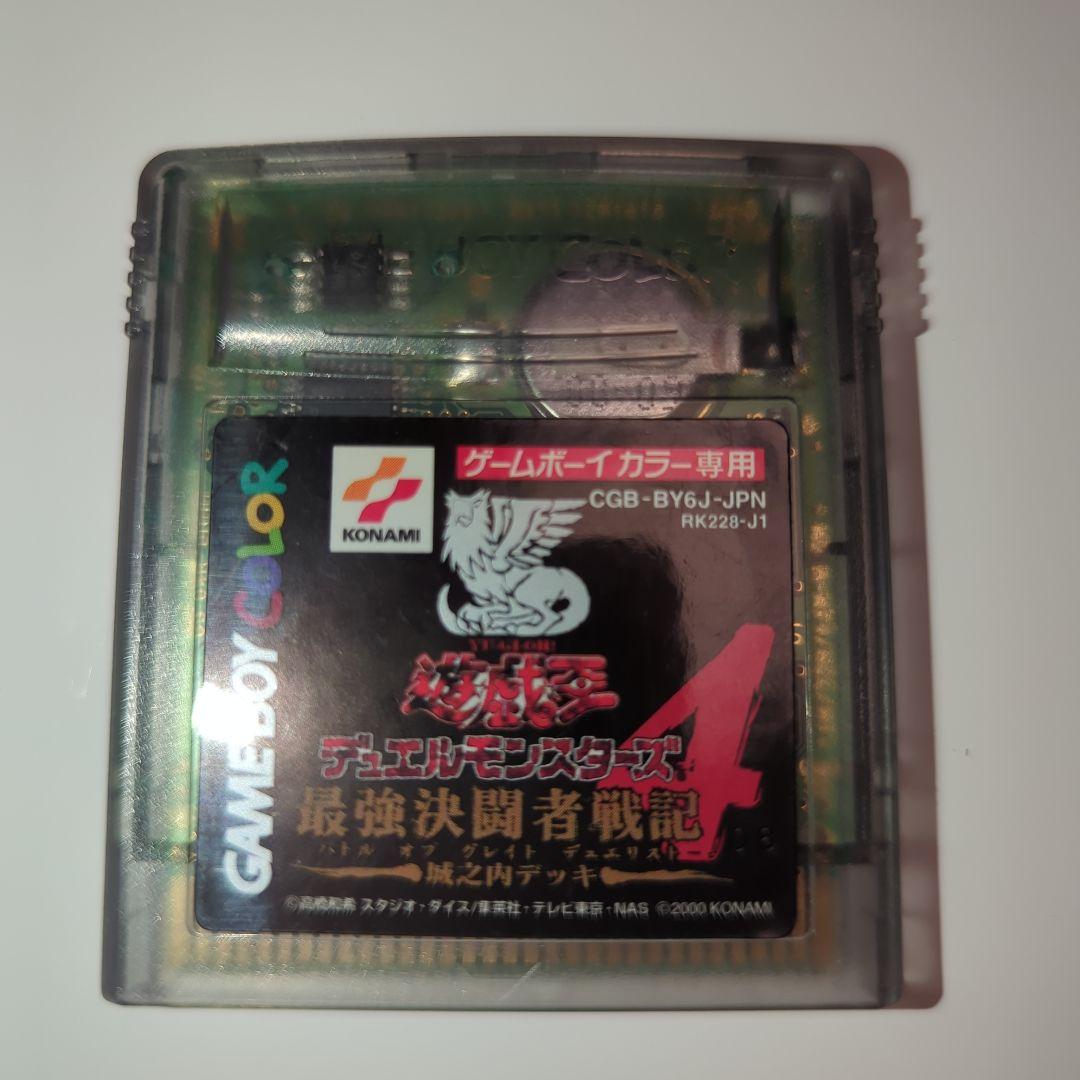 GAME BOY COLOR
KONAMI
ゲームボーイカラー専用
CGB-BY6J-JPN
RK228-J1
YU-GI-OH!
遊戯王
デュエルモンスターズ
4
最強決闘者戦記
バトル オブ グレイト デュエリスト
城之内デッキ
08
©高橋和希 スタジオ・ダイス/集英社・テレビ東京・NAS ©2000 KONAMI